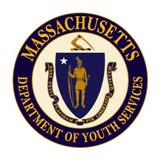 MASSACHUSETTS
DEPARTMENT OF YOUTH SERVICES